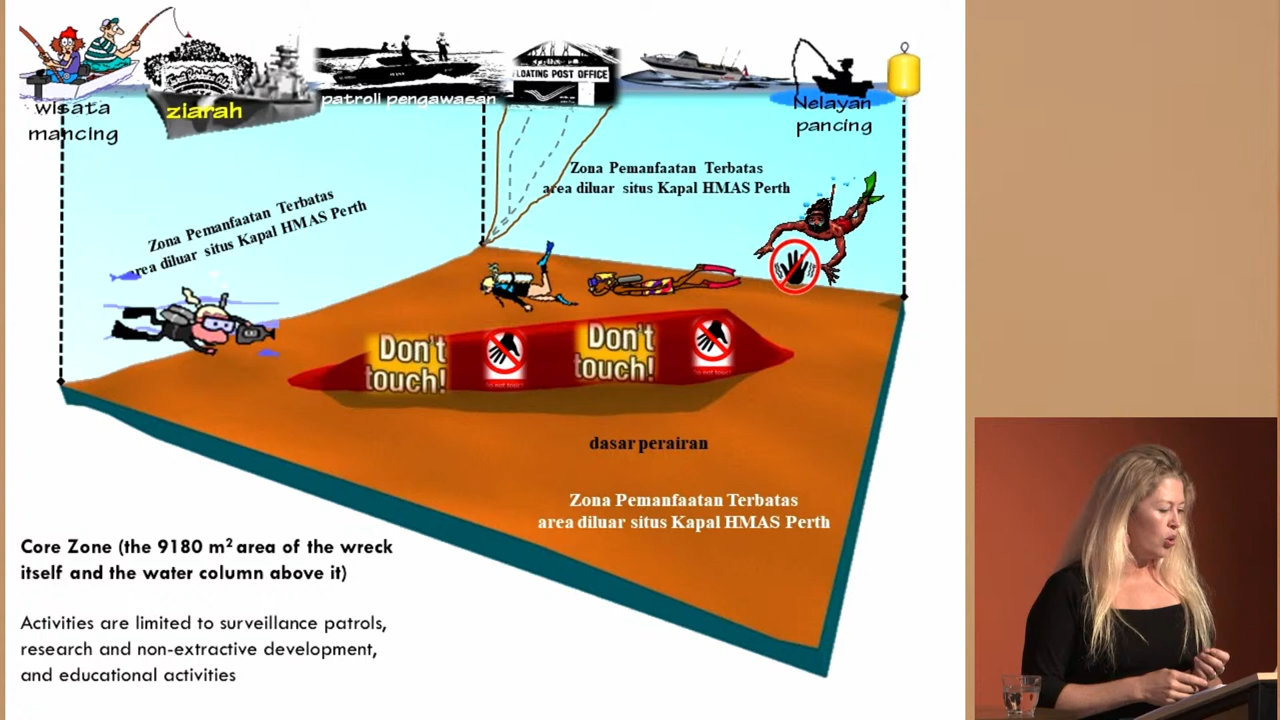 wisata
mancing
ziarah
patroli pengawasan
FLOATING POST OFFICE
Nelayan
pancing
Zona Pemanfaatan Terbatas
area diluar situs Kapal HMAS Perth
Zona Pemanfaatan Terbatas
area diluar situs Kapal HMAS Perth
Don't
touch!
Don't
touch!
dasar perairan
Zona Pemanfaatan Terbatas
area diluar situs Kapal HMAS Perth
Core Zone (the 9180 m² area of the wreck
itself and the water column above it)
Activities are limited to surveillance patrols,
research and non-extractive development,
and educational activities